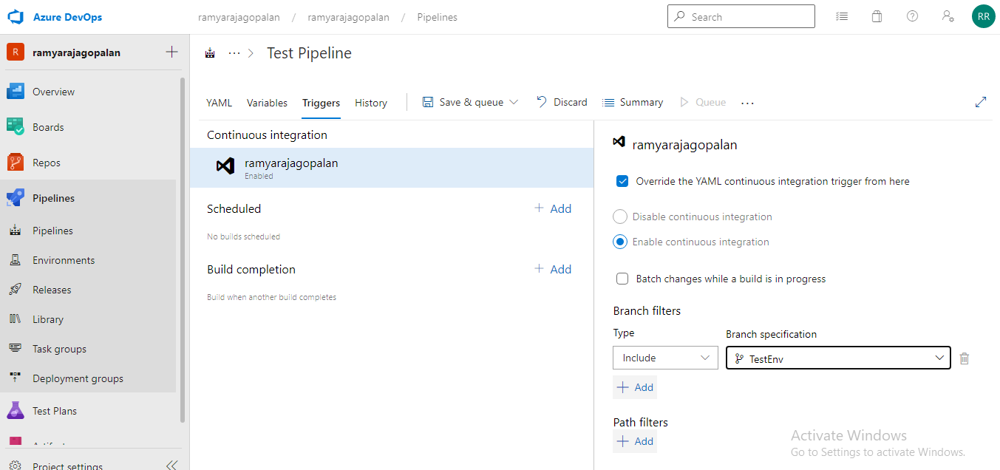 Azure DevOps
ramyarajagopalan / ramyarajagopalan / Pipelines
Search
RR
R ramyarajagopalan
Overview
Boards
Repos
Pipelines
Pipelines
Environments
Releases
Library
Task groups
Deployment groups
Test Plans
Project settings
... > Test Pipeline
YAML Variables Triggers History Save & queue Discard Summary Queue ...
Continuous integration
ramyarajagopalan
Enabled
Scheduled + Add
No builds scheduled
Build completion + Add
Build when another build completes
ramyarajagopalan
Override the YAML continuous integration trigger from here
Disable continuous integration
Enable continuous integration
Batch changes while a build is in progress
Branch filters
Type Branch specification
Include TestEnv
+ Add
Path filters
+ Add
Activate Windows
Go to Settings to activate Windows.